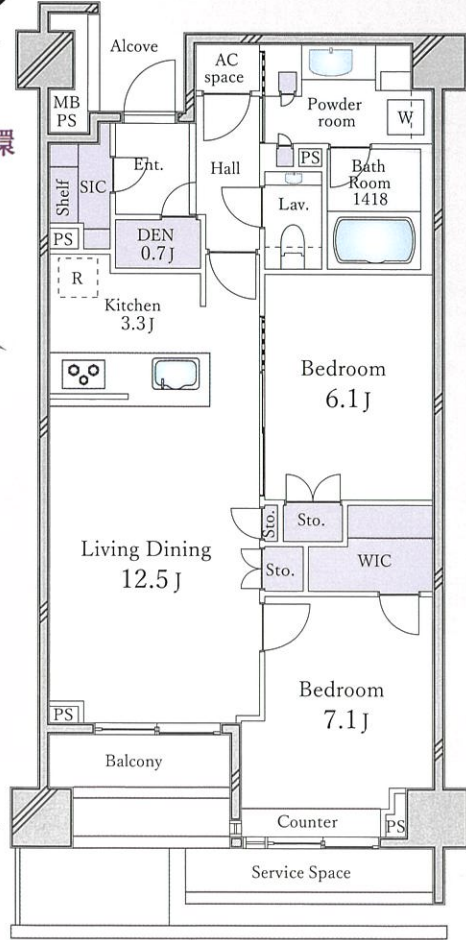 Alcove
AC
space
MB
PS
環
Powder
room
W
Ent.
Hall
PS
Shelf
SIC
Bath
Room
1418
Lav.
PS
DEN
0.7J
R
Kitchen
3.3J
Bedroom
6.1J
Sto.
Sto.
Living Dining
12.5J
Sto.
WIC
Bedroom
7.1J
PS
Balcony
Counter
PS
Service Space